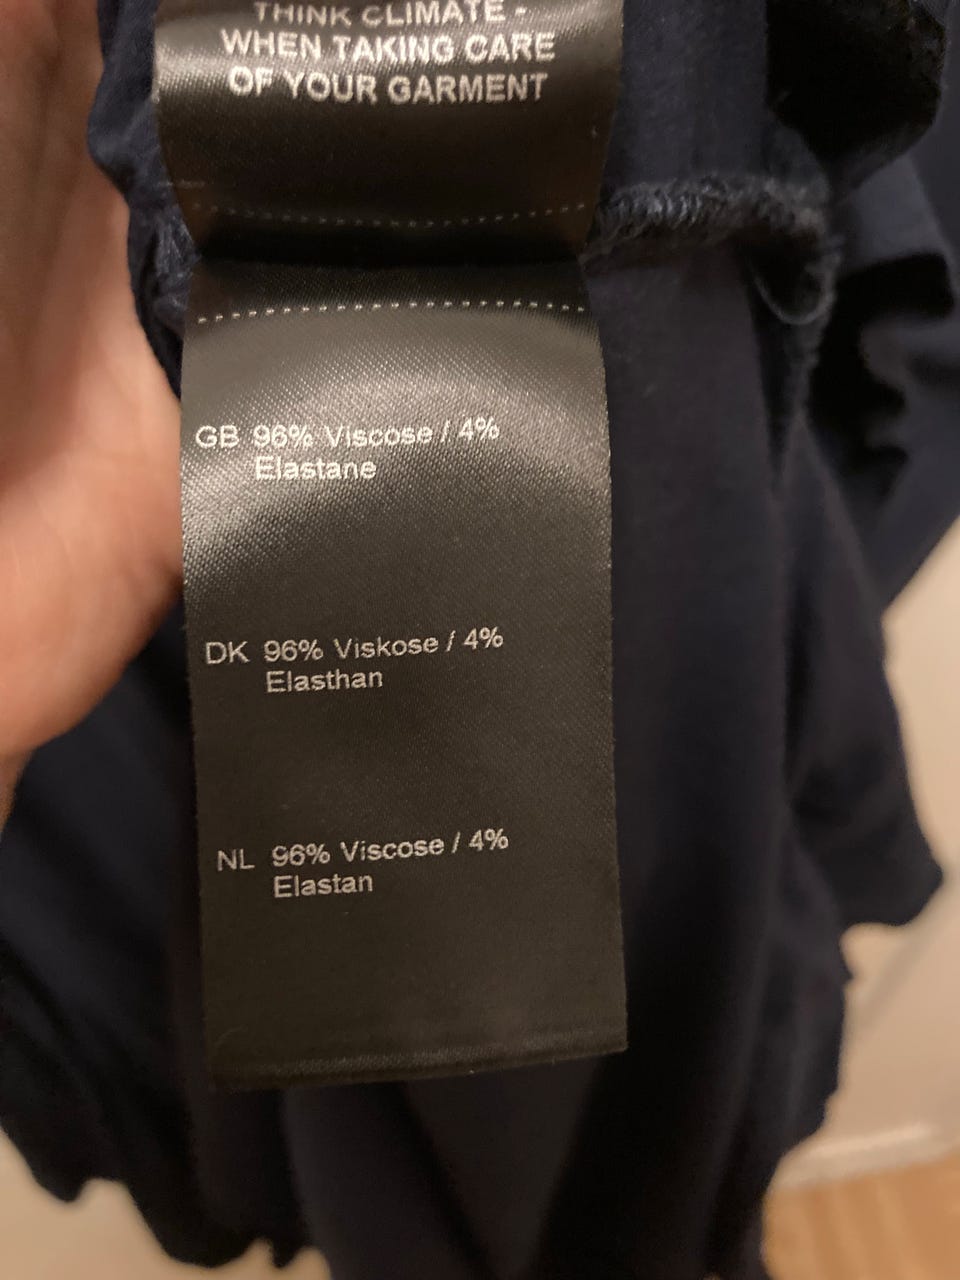 THINK CLIMATE -
WHEN TAKING CARE
OF YOUR GARMENT
GB 96% Viscose / 4%
Elastane
DK 96% Viskose / 4%
Elasthan
NL 96% Viscose / 4%
Elastan